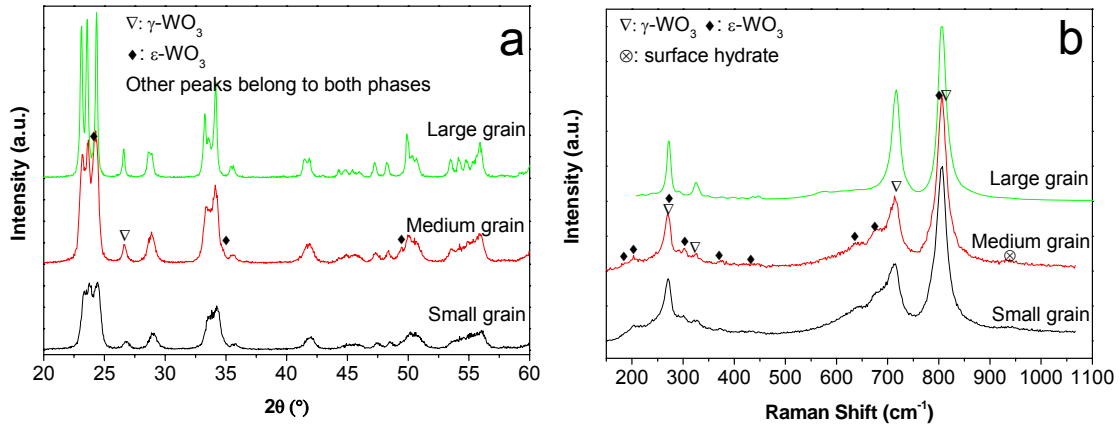 ▽: γ-WO₃
♦: ε-WO₃
Other peaks belong to both phases
a
Large grain
Medium grain
Small grain
Intensity (a.u.)
20 25 30 35 40 45 50 55 60
2θ (°)
▽: γ-WO₃ ♦: ε-WO₃
⊗: surface hydrate
b
Large grain
Medium grain
Small grain
Intensity (a.u.)
200 300 400 500 600 700 800 900 1000 1100
Raman Shift (cm⁻¹)